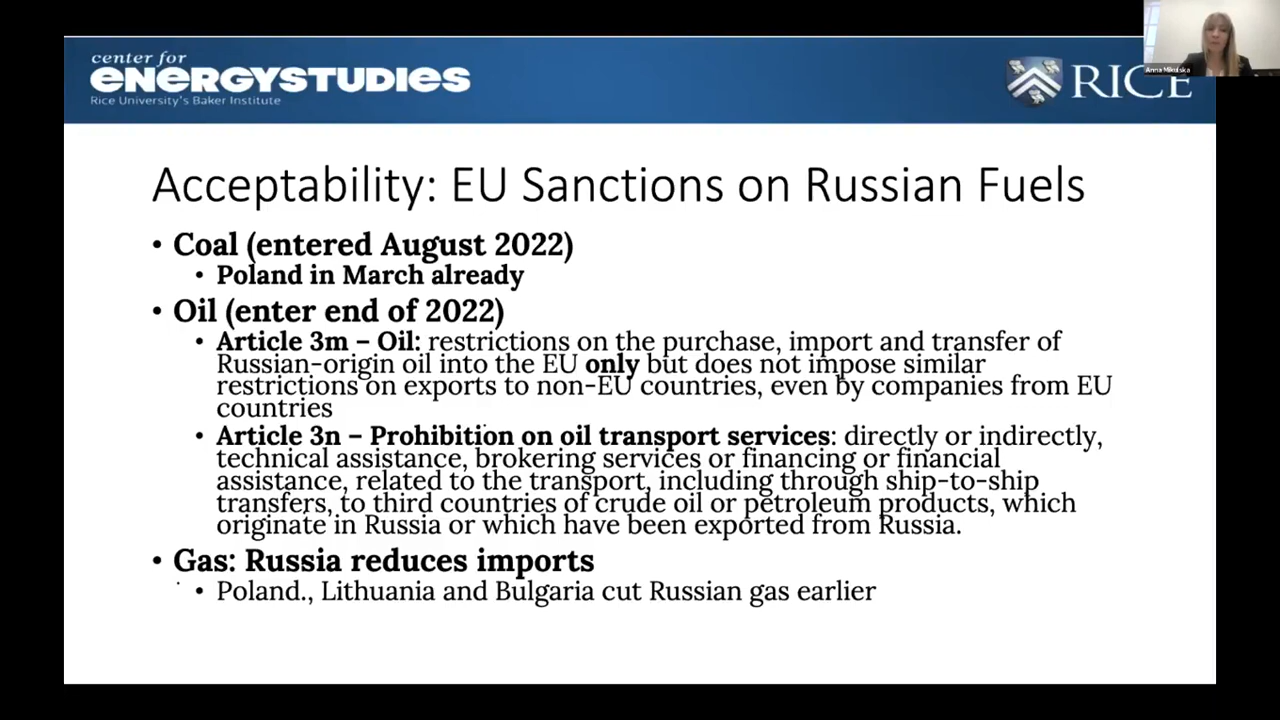 center for
ENERGYSTUDIES
Rice University's Baker Institute
RICE
Anna Mikulska
Acceptability: EU Sanctions on Russian Fuels
• Coal (entered August 2022)
• Poland in March already
• Oil (enter end of 2022)
• Article 3m – Oil: restrictions on the purchase, import and transfer of
Russian-origin oil into the EU only but does not impose similar
restrictions on exports to non-EU countries, even by companies from EU
countries
• Article 3n – Prohibition on oil transport services: directly or indirectly,
technical assistance, brokering services or financing or financial
assistance, related to the transport, including through ship-to-ship
transfers, to third countries of crude oil or petroleum products, which
originate in Russia or which have been exported from Russia.
• Gas: Russia reduces imports
• Poland., Lithuania and Bulgaria cut Russian gas earlier